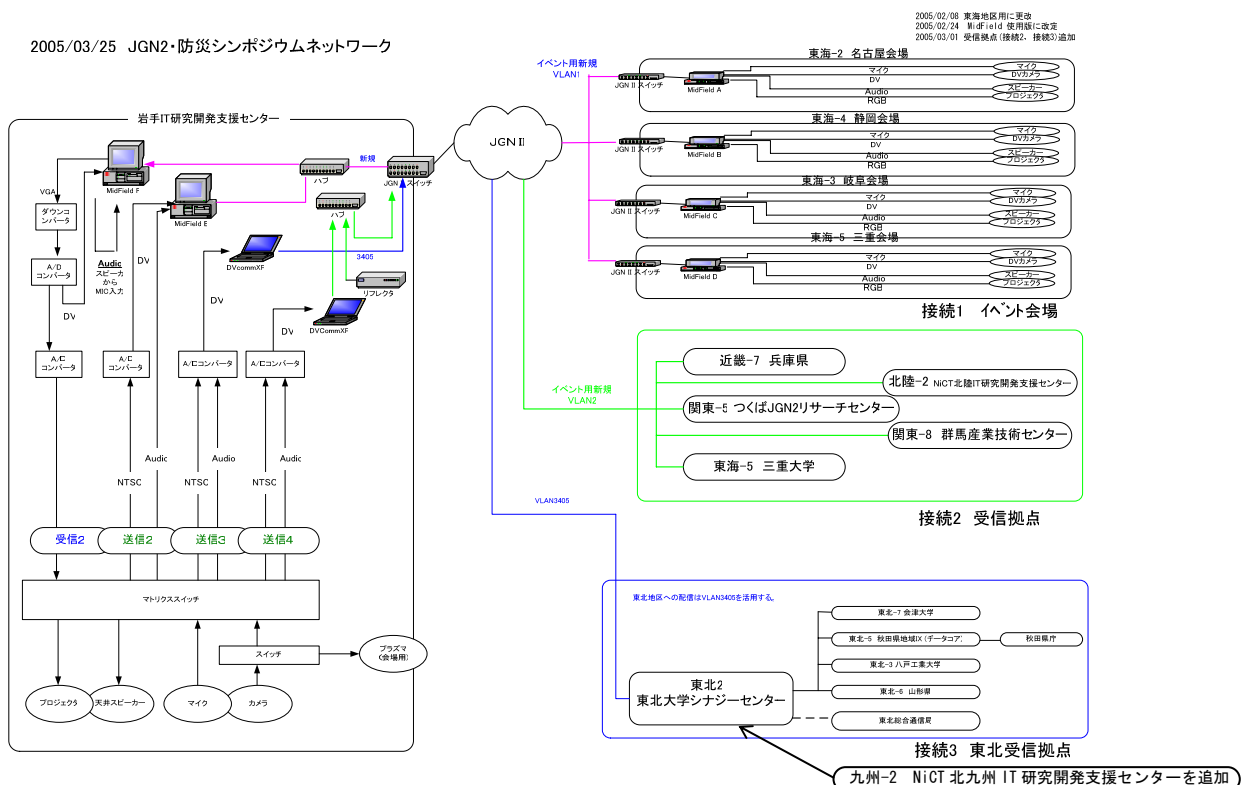 2005/02/08 東海地区用に更改
2005/02/24 MidField 使用版に改定
2005/03/01 受信拠点(接続2、接続3)追加
2005/03/25 JGN2・防災シンポジウムネットワーク
岩手IT研究開発支援センター
MidField F
VGA
ダウンコンバータ
A/D
コンバータ
DV
A/D
コンバータ
Audio
スピーカ
から
MIC入力
MidField E
DV
A/D
コンバータ
新規
ハブ
JGN II スイッチ
ハブ
DVcommXP
3405
リフレクタ
DVCommXP
DV
DV
A/Dコンバータ
A/Dコンバータ
Audio
Audio
Audio
NTSC
NTSC
NTSC
受信2
送信2
送信3
送信4
マトリクススイッチ
スイッチ
プラズマ
(会場用)
プロジェクタ
天井スピーカー
マイク
カメラ
JGN II
イベント用新規
VLAN1
東海-2 名古屋会場
JGN II スイッチ
MidField A
マイク
DV
Audio
RGB
マイク
DVカメラ
スピーカー
プロジェクタ
東海-4 静岡会場
JGN II スイッチ
MidField B
マイク
DV
Audio
RGB
マイク
DVカメラ
スピーカー
プロジェクタ
東海-3 岐阜会場
JGN II スイッチ
MidField C
マイク
DV
Audio
RGB
マイク
DVカメラ
スピーカー
プロジェクタ
東海-5 三重会場
JGN II スイッチ
MidField D
マイク
DV
Audio
RGB
マイク
DVカメラ
スピーカー
プロジェクタ
接続1 イベント会場
イベント用新規
VLAN2
近畿-7 兵庫県
北陸-2 NiCT北陸IT研究開発支援センター
関東-5 つくばJGN2リサーチセンター
関東-8 群馬産業技術センター
東海-5 三重大学
接続2 受信拠点
VLAN3405
東北地区への配信はVLAN3405を活用する。
東北2
東北大学シナジーセンター
東北-7 会津大学
東北-5 秋田県地域IX(データコア)
秋田県庁
東北-3 八戸工業大学
東北-6 山形県
東北総合通信局
接続3 東北受信拠点
九州-2 NiCT 北九州 IT 研究開発支援センターを追加